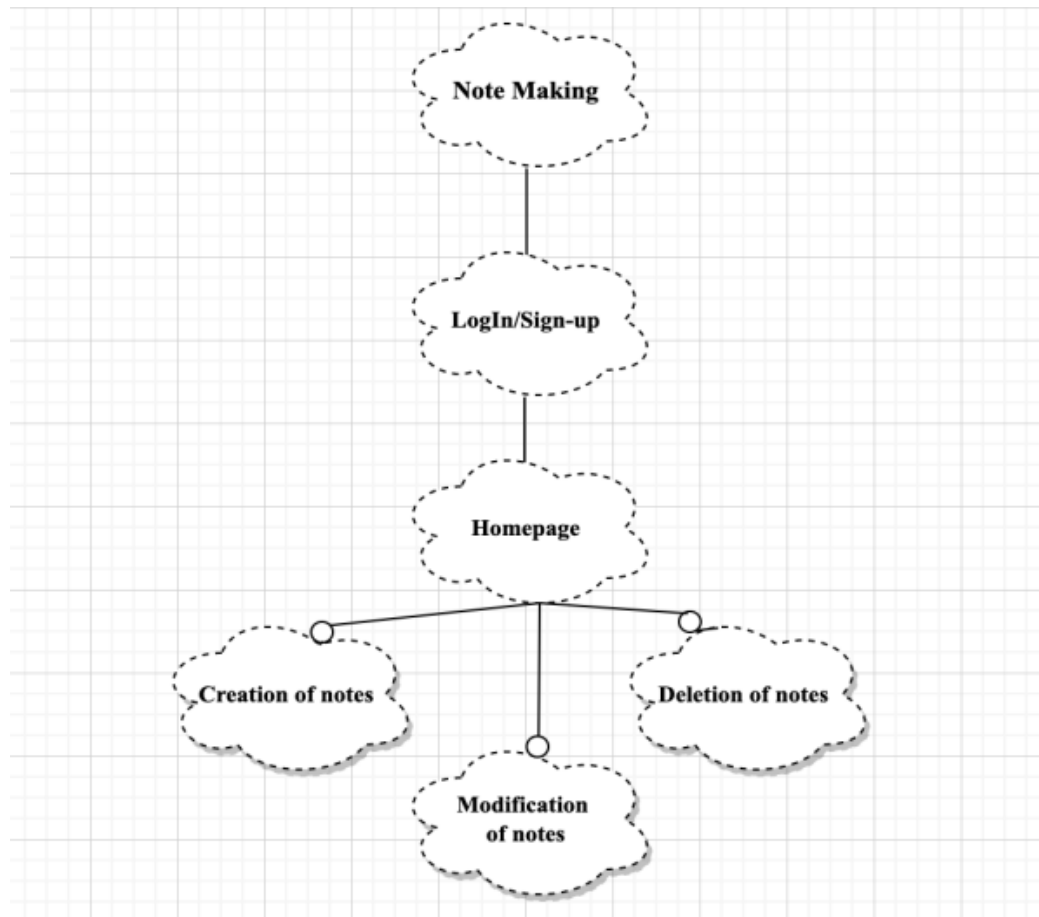 Note Making
LogIn/Sign-up
Homepage
Creation of notes
Deletion of notes
Modification
of notes